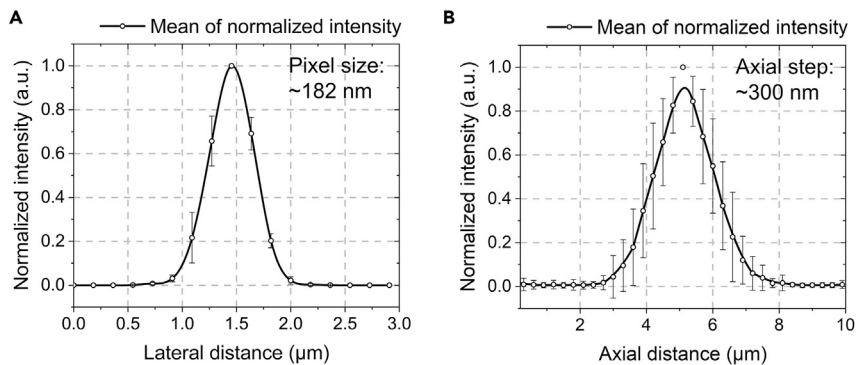 A
Mean of normalized intensity
Pixel size:
~182 nm
Normalized intensity (a.u.)
1.0
0.8
0.6
0.4
0.2
0.0
0.0 0.5 1.0 1.5 2.0 2.5 3.0
Lateral distance (µm)
B
Mean of normalized intensity
Axial step:
~300 nm
Normalized intensity (a.u.)
1.0
0.8
0.6
0.4
0.2
0.0
2 4 6 8 10
Axial distance (µm)